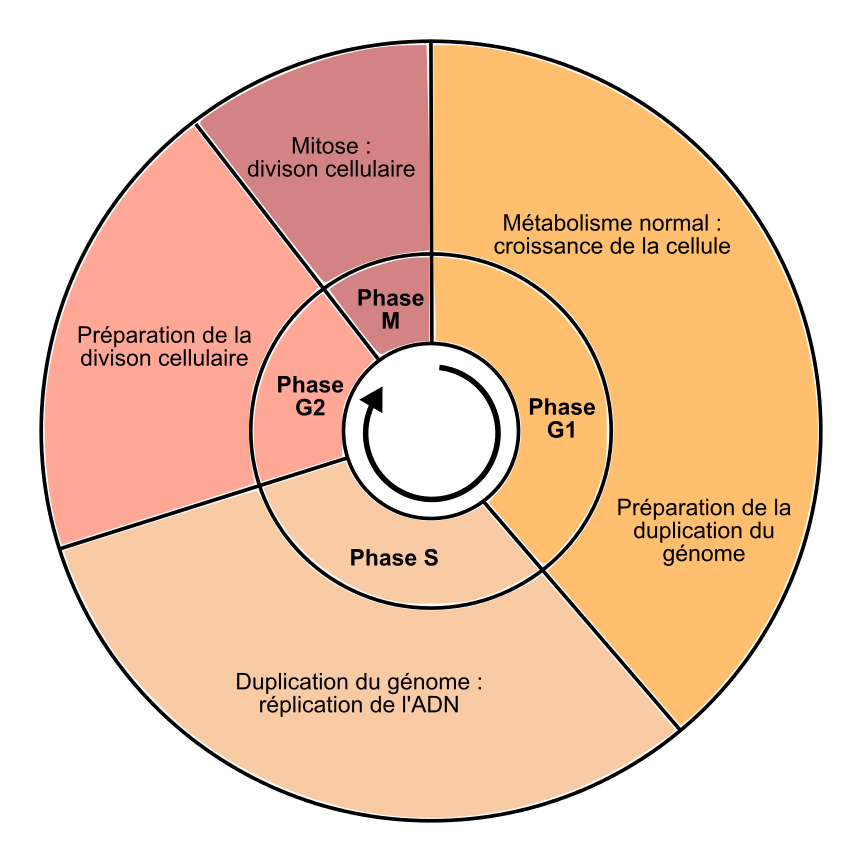 Mitose :
divison cellulaire
Métabolisme normal :
croissance de la cellule
Phase
M
Préparation de la
divison cellulaire
Phase
G2
Phase
G1
Préparation de la
duplication du
génome
Phase S
Duplication du génome :
réplication de l'ADN